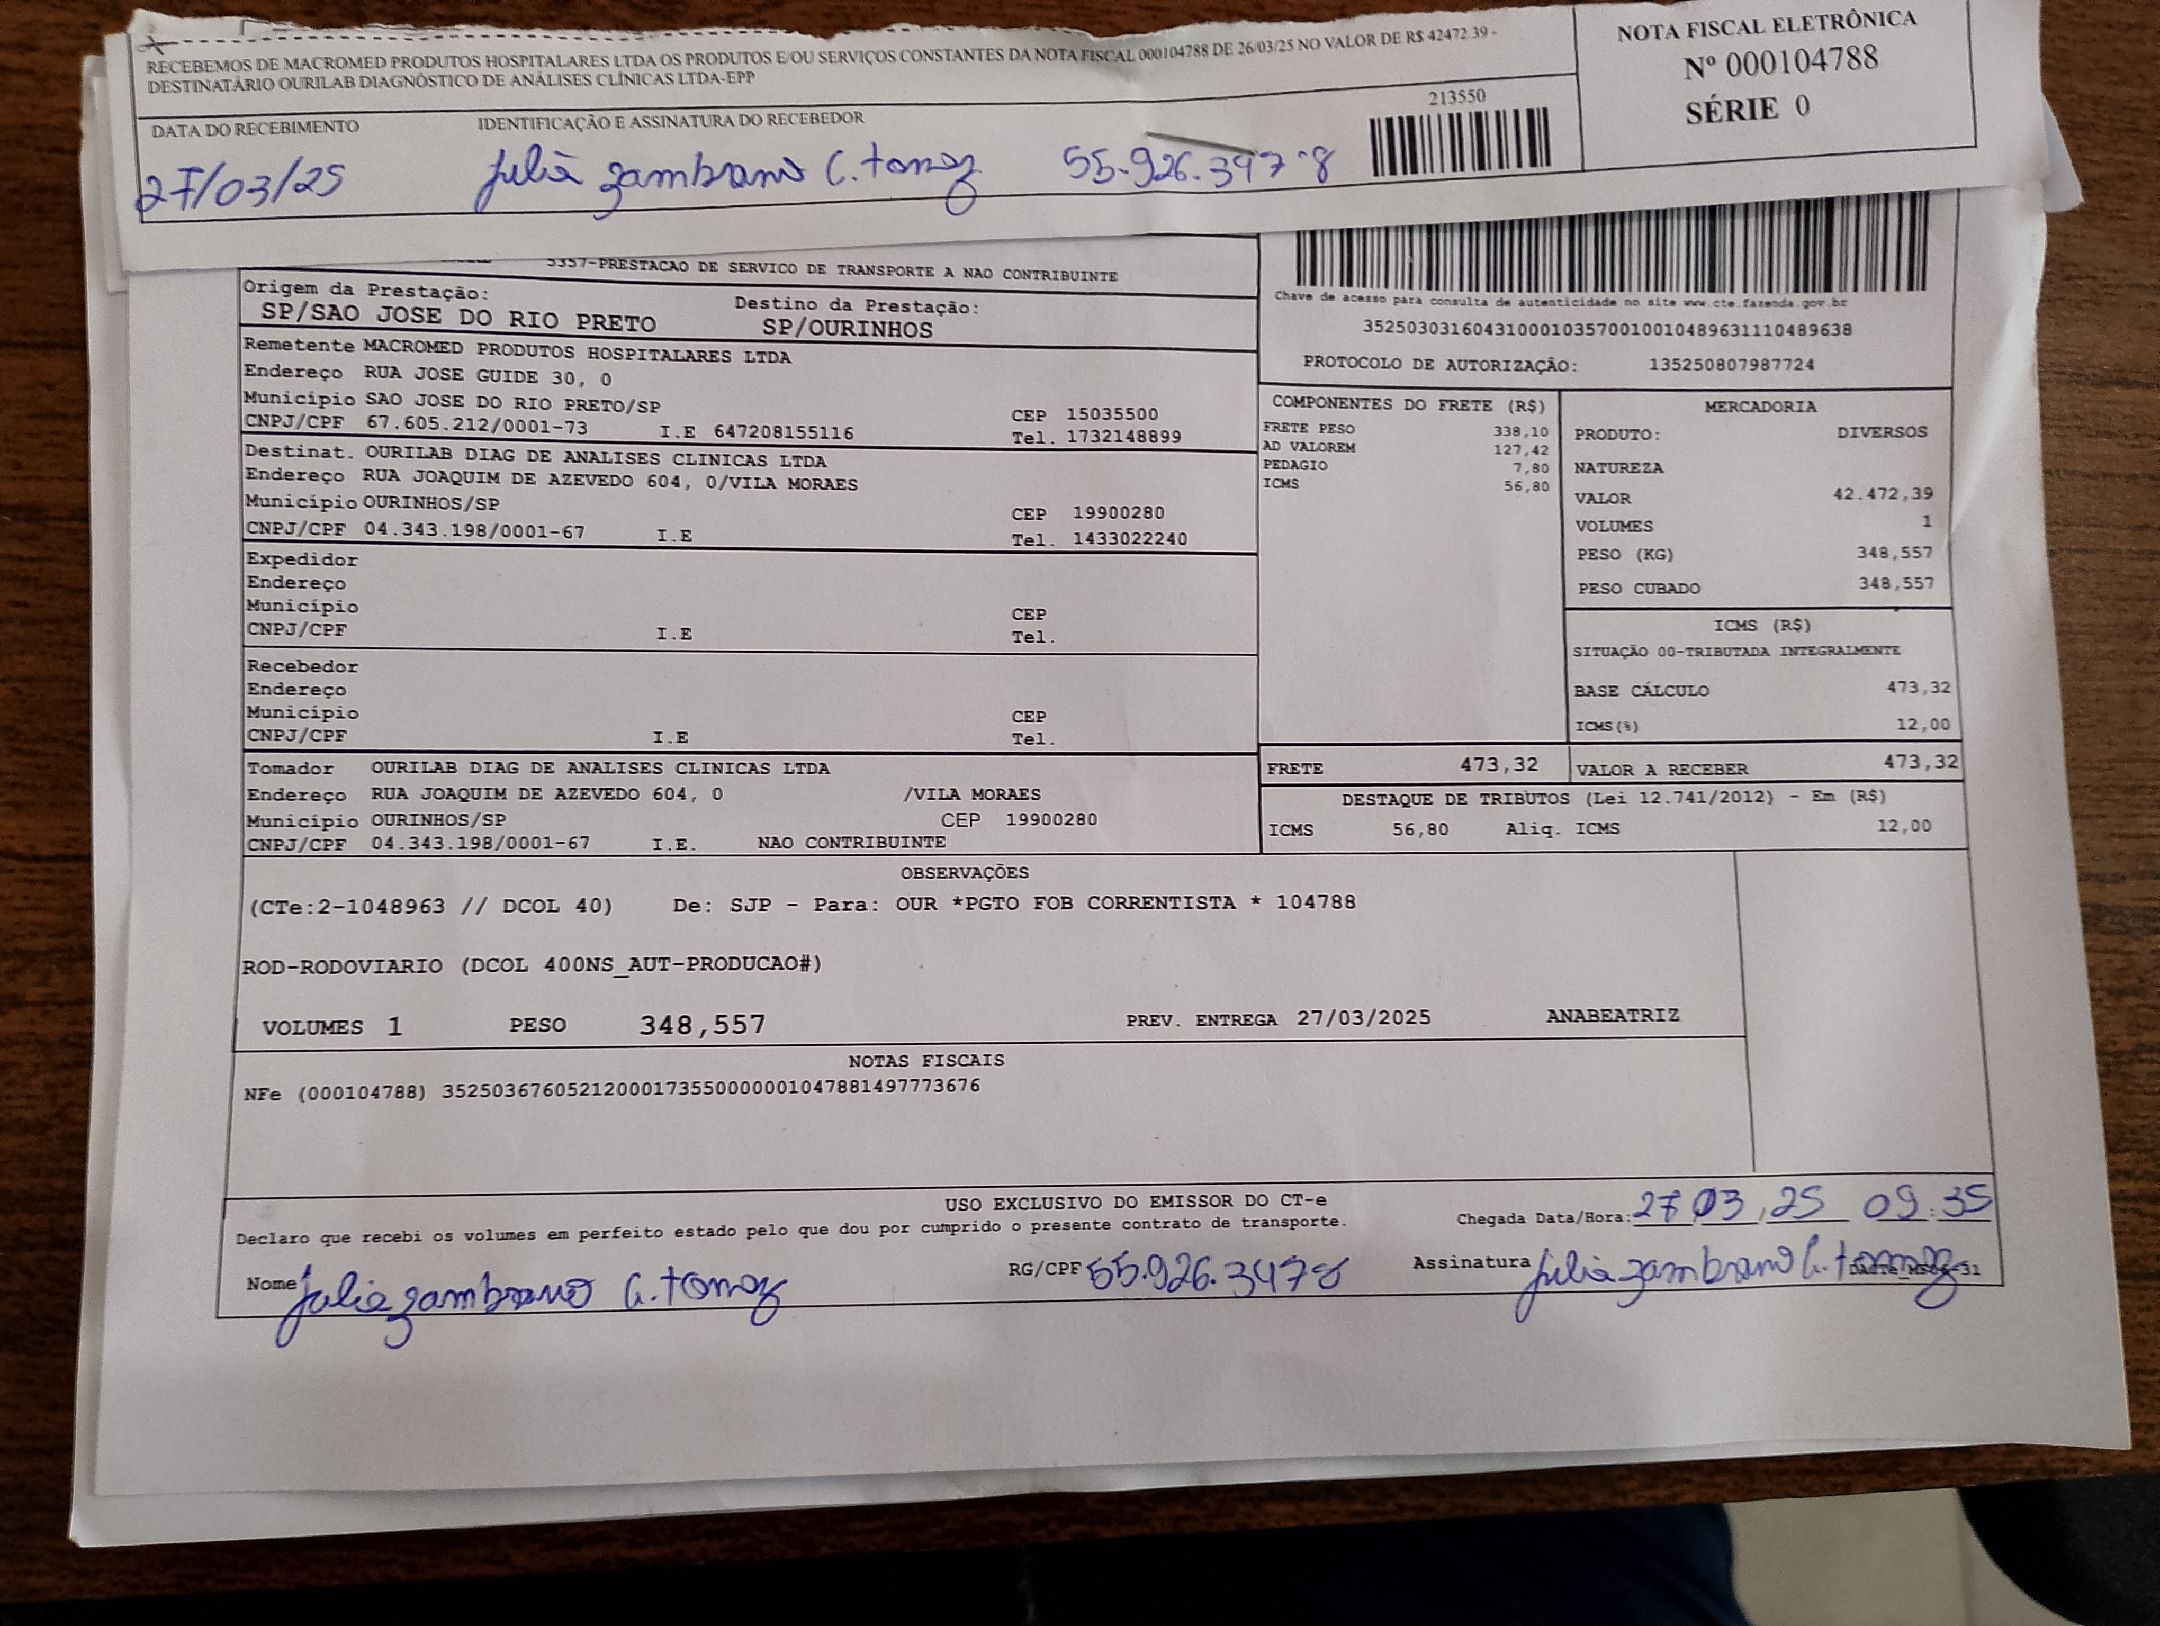 RECEBEMOS DE MACROMED PRODUTOS HOSPITALARES LTDA OS PRODUTOS E/OU SERVIÇOS CONSTANTES DA NOTA FISCAL 000104788 DE 26/03/25 NO VALOR DE R$ 42472.39 -
DESTINATÁRIO OURILAB DIAGNÓSTICO DE ANÁLISES CLÍNICAS LTDA-EPP
NOTA FISCAL ELETRÔNICA
Nº 000104788
SÉRIE 0
DATA DO RECEBIMENTO IDENTIFICAÇÃO E ASSINATURA DO RECEBEDOR 213550
27/03/25 Julia zambrano C. tomaz 55.926.347-8
5357-PRESTACAO DE SERVICO DE TRANSPORTE A NAO CONTRIBUINTE
Origem da Prestação: Destino da Prestação:
SP/SAO JOSE DO RIO PRETO SP/OURINHOS
Chave de acesso para consulta de autenticidade no site www.cte.fazenda.gov.br
35250303160431000103570010010489631110489638
PROTOCOLO DE AUTORIZAÇÃO: 135250807987724
Remetente MACROMED PRODUTOS HOSPITALARES LTDA
Endereço RUA JOSE GUIDE 30, 0
Município SAO JOSE DO RIO PRETO/SP CEP 15035500
CNPJ/CPF 67.605.212/0001-73 I.E 647208155116 Tel. 1732148899
Destinat. OURILAB DIAG DE ANALISES CLINICAS LTDA
Endereço RUA JOAQUIM DE AZEVEDO 604, 0/VILA MORAES
Município OURINHOS/SP CEP 19900280
CNPJ/CPF 04.343.198/0001-67 I.E Tel. 1433022240
Expedidor
Endereço
Município CEP
CNPJ/CPF I.E Tel.
Recebedor
Endereço
Município CEP
CNPJ/CPF I.E Tel.
Tomador OURILAB DIAG DE ANALISES CLINICAS LTDA
Endereço RUA JOAQUIM DE AZEVEDO 604, 0 /VILA MORAES
Município OURINHOS/SP CEP 19900280
CNPJ/CPF 04.343.198/0001-67 I.E. NAO CONTRIBUINTE
COMPONENTES DO FRETE (R$)
FRETE PESO 338,10
AD VALOREM 127,42
PEDAGIO 7,80
ICMS 56,80
MERCADORIA
PRODUTO: DIVERSOS
NATUREZA
VALOR 42.472,39
VOLUMES 1
PESO (KG) 348,557
PESO CUBADO 348,557
ICMS (R$)
SITUAÇÃO 00-TRIBUTADA INTEGRALMENTE
BASE CÁLCULO 473,32
ICMS(%) 12,00
FRETE 473,32 VALOR A RECEBER 473,32
DESTAQUE DE TRIBUTOS (Lei 12.741/2012) - Em (R$)
ICMS 56,80 Aliq. ICMS 12,00
OBSERVAÇÕES
(CTe:2-1048963 // DCOL 40) De: SJP - Para: OUR *PGTO FOB CORRENTISTA * 104788
ROD-RODOVIARIO (DCOL 400NS_AUT-PRODUCAO#)
VOLUMES 1 PESO 348,557 PREV. ENTREGA 27/03/2025 ANABEATRIZ
NOTAS FISCAIS
NFe (000104788) 35250367605212000173550000001047881497773676
USO EXCLUSIVO DO EMISSOR DO CT-e
Declaro que recebi os volumes em perfeito estado pelo que dou por cumprido o presente contrato de transporte. Chegada Data/Hora: 27 03 25 09:35
Nome Julia zambrano C. tomaz RG/CPF 55.926.3478 Assinatura Julia zambrano C. tomaz